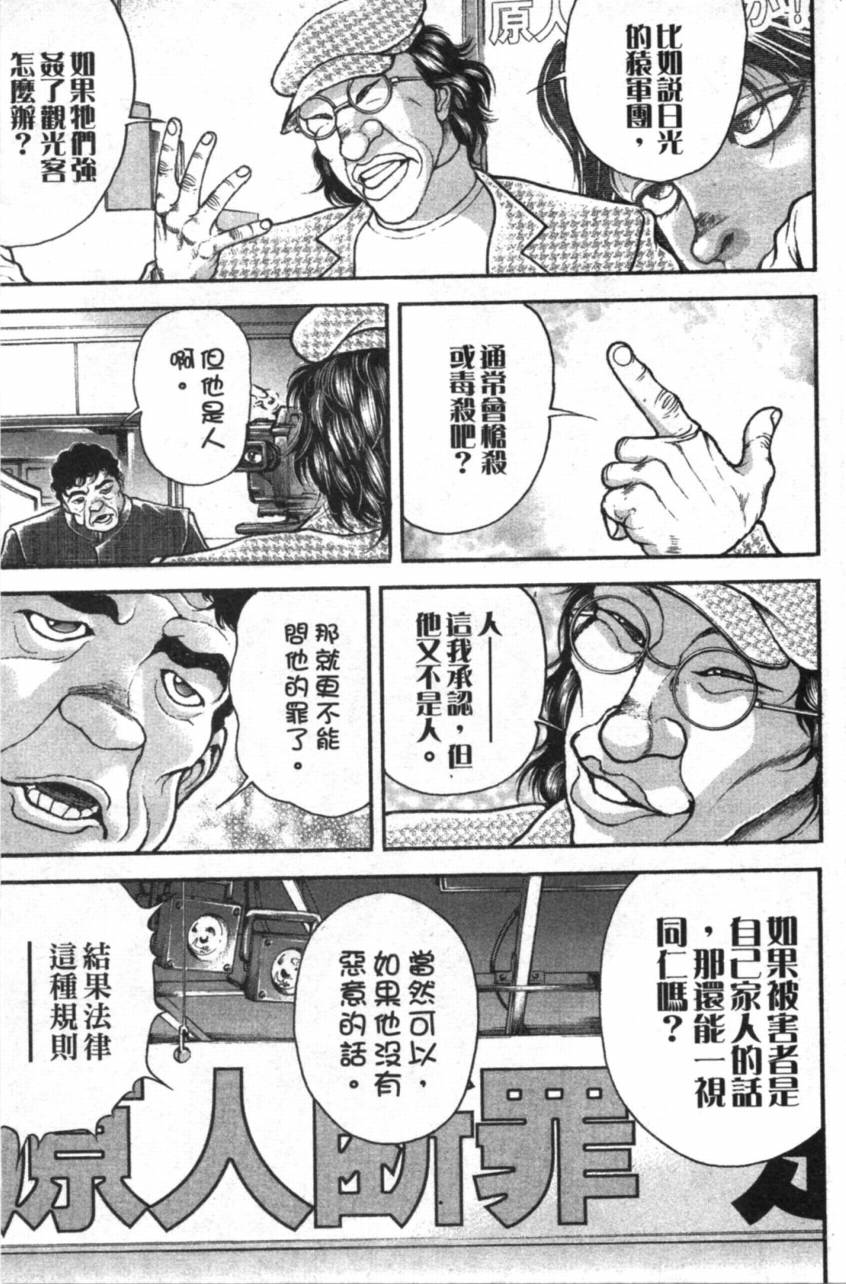 原人
か!!
比如說日光
的猿軍團，
如果牠們強
姦了觀光客
怎麼辦？
通常會槍殺
或毒殺吧？
但他是人
啊。
人——
這我承認，但
他又不是人。
那就更不能
問他的罪了。
如果被害者是
自己家人的話
，那還能一視
同仁嗎？
當然可以，
如果他沒有
惡意的話。
結果法律
這種規則
——
原人断罪